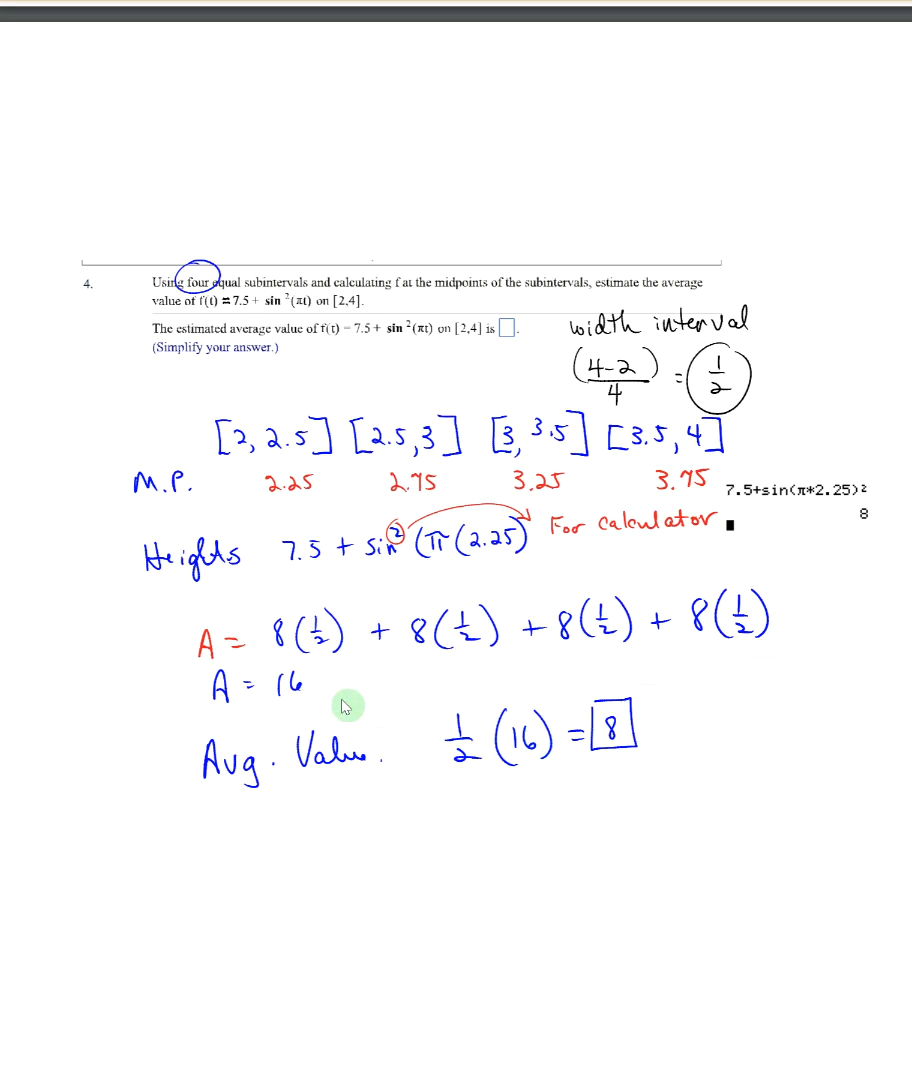 4. Using four equal subintervals and calculating f at the midpoints of the subintervals, estimate the average
value of f(t) = 7.5 + sin ²(πt) on [2,4].
The estimated average value of f(t) = 7.5 + sin ²(πt) on [2,4] is .
(Simplify your answer.)
width interval
(4-2)/4 = 1/2
[2, 2.5] [2.5,3] [3, 3.5] [3.5, 4]
M.P. 2.25 2.75 3.25 3.75
7.5+sin(π*2.25)²
8
Heights 7.5 + sin² (π(2.25) For calculator
A = 8(1/2) + 8(1/2) + 8(1/2) + 8(1/2)
A = 16
Avg. Value. 1/2 (16) = 8